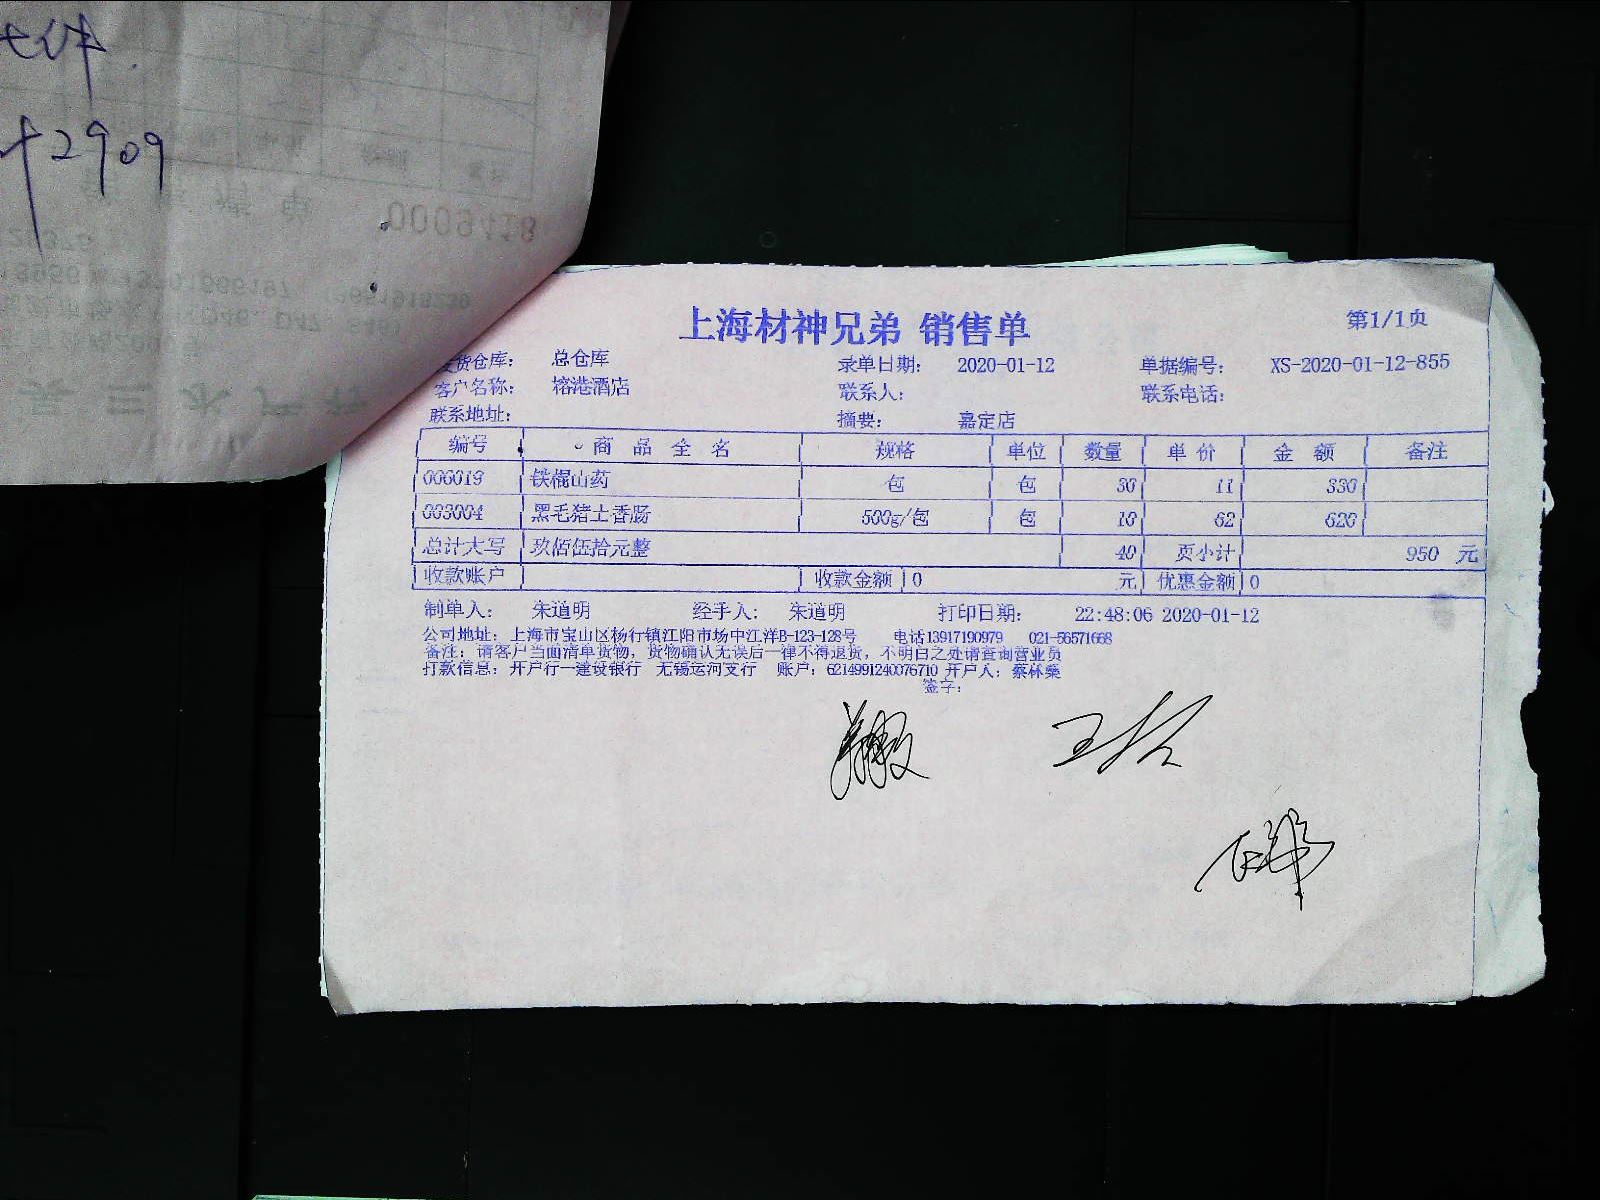 七件.
2909
0009418
上海材神兄弟 销售单 第1/1页
发货仓库: 总仓库 录单日期: 2020-01-12 单据编号: XS-2020-01-12-855
客户名称: 榕港酒店 联系人: 联系电话:
联系地址: 摘要: 嘉定店
编号 商品全名 规格 单位 数量 单价 金额 备注
006019 铁棍山药 包 包 30 11 330
003004 黑毛猪土香肠 500g/包 包 10 62 620
总计大写 玖佰伍拾元整 40 页小计 950 元
收款账户 收款金额 0 元 优惠金额 0
制单人: 朱道明 经手人: 朱道明 打印日期: 22:48:06 2020-01-12
公司地址: 上海市宝山区杨行镇江阳市场中江洋B-123-128号 电话13917190979 021-56571668
备注: 请客户当面清单货物, 货物确认无误后一律不得退货, 不明白之处请查询营业员
打款信息: 开户行一建设银行 无锡运河支行 账户: 6214991240076710 开户人: 蔡林燊
签字: